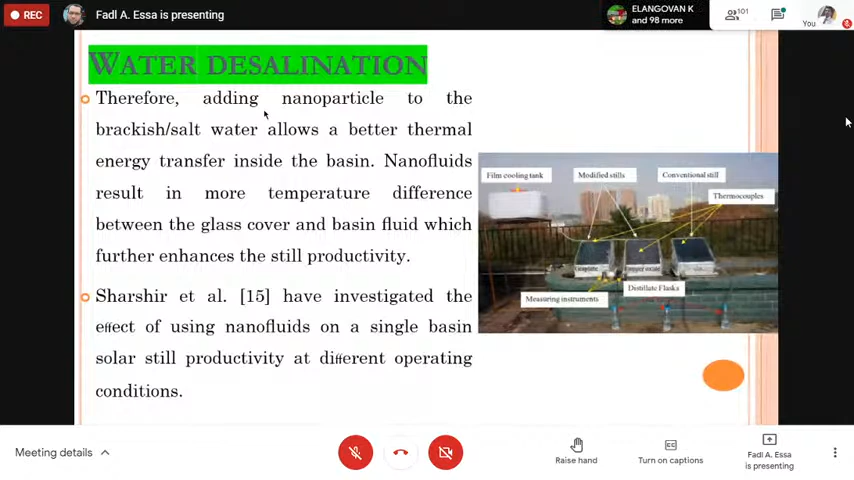 REC
Fadl A. Essa is presenting
ELANGOVAN K
and 98 more
101
You
WATER DESALINATION
Therefore, adding nanoparticle to the
brackish/salt water allows a better thermal
energy transfer inside the basin. Nanofluids
result in more temperature difference
between the glass cover and basin fluid which
further enhances the still productivity.
Sharshir et al. [15] have investigated the
effect of using nanofluids on a single basin
solar still productivity at different operating
conditions.
Film cooling tank
Modified stills
Conventional still
Thermocouples
Graphite
Copper oxide
Distillate Flasks
Measuring instruments
Meeting details
Raise hand
Turn on captions
Fadl A. Essa
is presenting